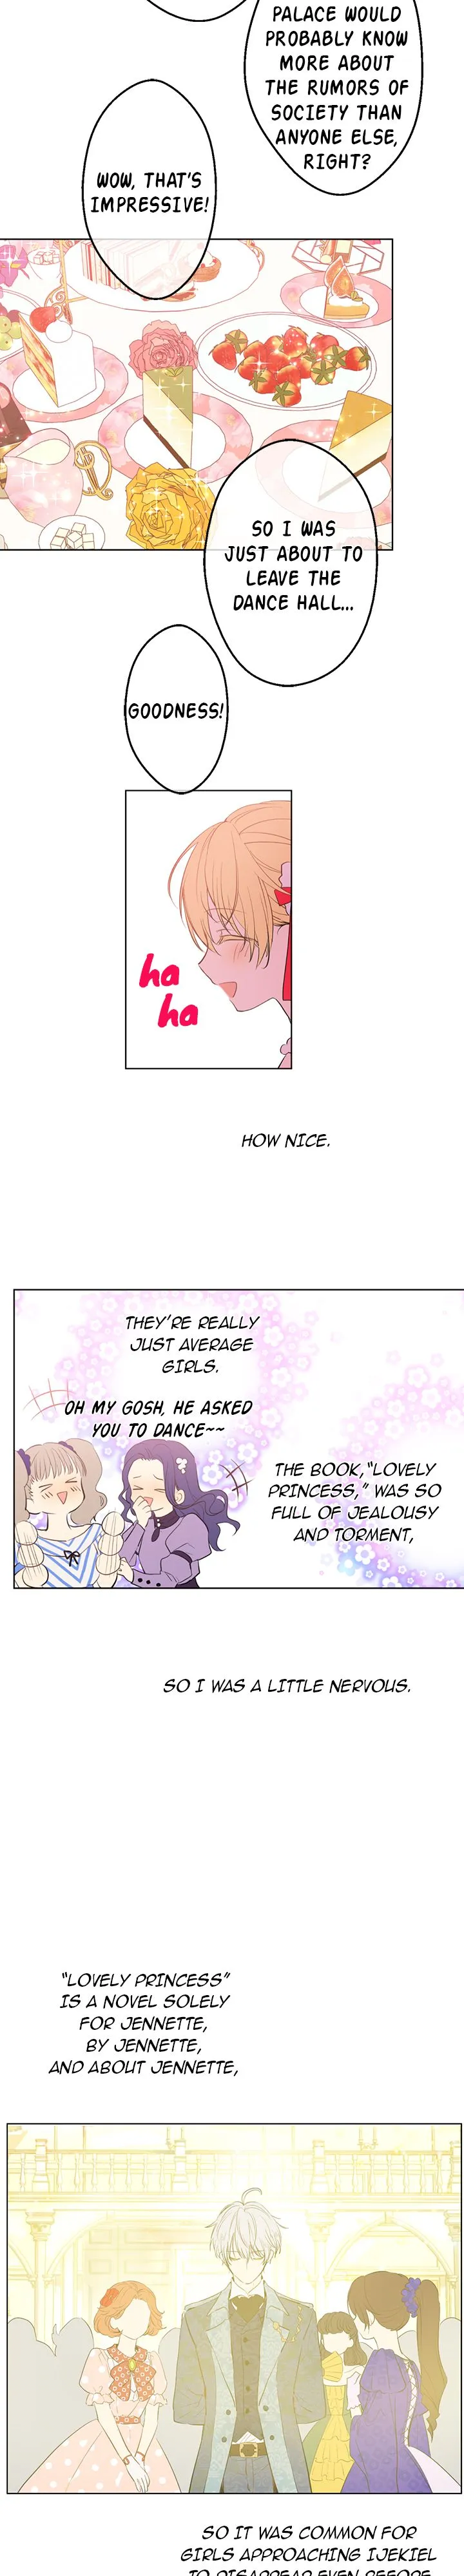 PALACE WOULD
PROBABLY KNOW
MORE ABOUT
THE RUMORS OF
SOCIETY THAN
ANYONE ELSE,
RIGHT?
WOW, THAT'S
IMPRESSIVE!
SO I WAS
JUST ABOUT TO
LEAVE THE
DANCE HALL...
GOODNESS!
ha
ha
HOW NICE.
THEY'RE REALLY
JUST AVERAGE
GIRLS.
OH MY GOSH, HE ASKED
YOU TO DANCE~~
THE BOOK, "LOVELY
PRINCESS," WAS SO
FULL OF JEALOUSY
AND TORMENT,
SO I WAS A LITTLE NERVOUS.
"LOVELY PRINCESS"
IS A NOVEL SOLELY
FOR JENNETTE,
BY JENNETTE,
AND ABOUT JENNETTE,
SO IT WAS COMMON FOR
GIRLS APPROACHING IJEKIEL
TO DISAPPEAR EVEN BEFORE